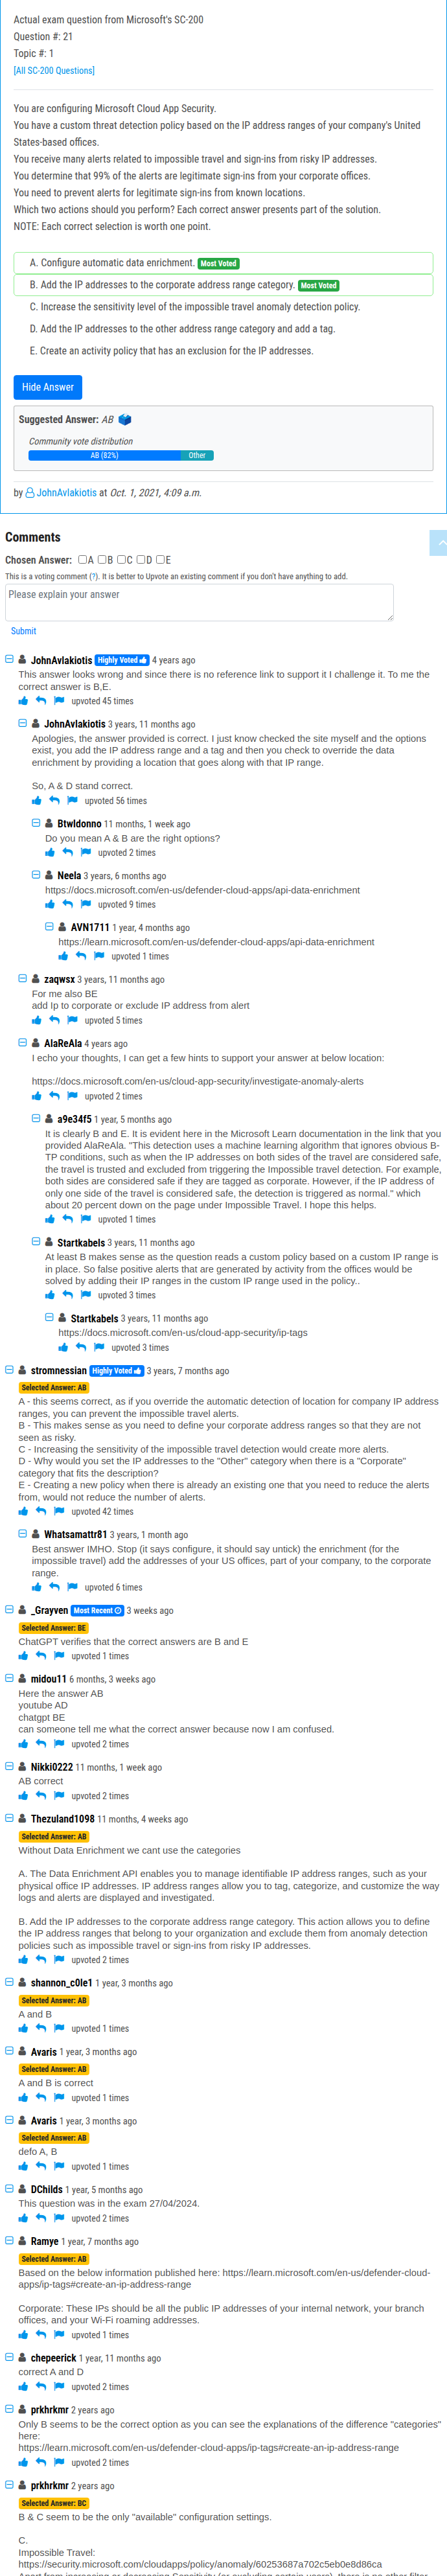 Actual exam question from Microsoft's SC-200
Question #: 21
Topic #: 1
[All SC-200 Questions]
You are configuring Microsoft Cloud App Security.
You have a custom threat detection policy based on the IP address ranges of your company's United
States-based offices.
You receive many alerts related to impossible travel and sign-ins from risky IP addresses.
You determine that 99% of the alerts are legitimate sign-ins from your corporate offices.
You need to prevent alerts for legitimate sign-ins from known locations.
Which two actions should you perform? Each correct answer presents part of the solution.
NOTE: Each correct selection is worth one point.
A. Configure automatic data enrichment. Most Voted
B. Add the IP addresses to the corporate address range category. Most Voted
C. Increase the sensitivity level of the impossible travel anomaly detection policy.
D. Add the IP addresses to the other address range category and add a tag.
E. Create an activity policy that has an exclusion for the IP addresses.
Hide Answer
Suggested Answer: AB
Community vote distribution
AB (82%) Other
by JohnAvlakiotis at Oct. 1, 2021, 4:09 a.m.
Comments
Chosen Answer: A B C D E
This is a voting comment (?). It is better to Upvote an existing comment if you don't have anything to add.
Please explain your answer
Submit
JohnAvlakiotis Highly Voted 4 years ago
This answer looks wrong and since there is no reference link to support it I challenge it. To me the
correct answer is B,E.
upvoted 45 times
JohnAvlakiotis 3 years, 11 months ago
Apologies, the answer provided is correct. I just know checked the site myself and the options
exist, you add the IP address range and a tag and then you check to override the data
enrichment by providing a location that goes along with that IP range.
So, A & D stand correct.
upvoted 56 times
Btwldonno 11 months, 1 week ago
Do you mean A & B are the right options?
upvoted 2 times
Neela 3 years, 6 months ago
https://docs.microsoft.com/en-us/defender-cloud-apps/api-data-enrichment
upvoted 9 times
AVN1711 1 year, 4 months ago
https://learn.microsoft.com/en-us/defender-cloud-apps/api-data-enrichment
upvoted 1 times
zaqwsx 3 years, 11 months ago
For me also BE
add Ip to corporate or exclude IP address from alert
upvoted 5 times
AlaReAla 4 years ago
I echo your thoughts, I can get a few hints to support your answer at below location:
https://docs.microsoft.com/en-us/cloud-app-security/investigate-anomaly-alerts
upvoted 2 times
a9e34f5 1 year, 5 months ago
It is clearly B and E. It is evident here in the Microsoft Learn documentation in the link that you
provided AlaReAla. "This detection uses a machine learning algorithm that ignores obvious B-
TP conditions, such as when the IP addresses on both sides of the travel are considered safe,
the travel is trusted and excluded from triggering the Impossible travel detection. For example,
both sides are considered safe if they are tagged as corporate. However, if the IP address of
only one side of the travel is considered safe, the detection is triggered as normal." which
about 20 percent down on the page under Impossible Travel. I hope this helps.
upvoted 1 times
Startkabels 3 years, 11 months ago
At least B makes sense as the question reads a custom policy based on a custom IP range is
in place. So false positive alerts that are generated by activity from the offices would be
solved by adding their IP ranges in the custom IP range used in the policy..
upvoted 3 times
Startkabels 3 years, 11 months ago
https://docs.microsoft.com/en-us/cloud-app-security/ip-tags
upvoted 3 times
stromnessian Highly Voted 3 years, 7 months ago
Selected Answer: AB
A - this seems correct, as if you override the automatic detection of location for company IP address
ranges, you can prevent the impossible travel alerts.
B - This makes sense as you need to define your corporate address ranges so that they are not
seen as risky.
C - Increasing the sensitivity of the impossible travel detection would create more alerts.
D - Why would you set the IP addresses to the "Other" category when there is a "Corporate"
category that fits the description?
E - Creating a new policy when there is already an existing one that you need to reduce the alerts
from, would not reduce the number of alerts.
upvoted 42 times
Whatsamattr81 3 years, 1 month ago
Best answer IMHO. Stop (it says configure, it should say untick) the enrichment (for the
impossible travel) add the addresses of your US offices, part of your company, to the corporate
range.
upvoted 6 times
_Grayven Most Recent 3 weeks ago
Selected Answer: BE
ChatGPT verifies that the correct answers are B and E
upvoted 1 times
midou11 6 months, 3 weeks ago
Here the answer AB
youtube AD
chatgpt BE
can someone tell me what the correct answer because now I am confused.
upvoted 2 times
Nikki0222 11 months, 1 week ago
AB correct
upvoted 2 times
Thezuland1098 11 months, 4 weeks ago
Selected Answer: AB
Without Data Enrichment we cant use the categories
A. The Data Enrichment API enables you to manage identifiable IP address ranges, such as your
physical office IP addresses. IP address ranges allow you to tag, categorize, and customize the way
logs and alerts are displayed and investigated.
B. Add the IP addresses to the corporate address range category. This action allows you to define
the IP address ranges that belong to your organization and exclude them from anomaly detection
policies such as impossible travel or sign-ins from risky IP addresses.
upvoted 2 times
shannon_c0le1 1 year, 3 months ago
Selected Answer: AB
A and B
upvoted 1 times
Avaris 1 year, 3 months ago
Selected Answer: AB
A and B is correct
upvoted 1 times
Avaris 1 year, 3 months ago
Selected Answer: AB
defo A, B
upvoted 1 times
DChilds 1 year, 5 months ago
This question was in the exam 27/04/2024.
upvoted 2 times
Ramye 1 year, 7 months ago
Selected Answer: AB
Based on the below information published here: https://learn.microsoft.com/en-us/defender-cloud-
apps/ip-tags#create-an-ip-address-range
Corporate: These IPs should be all the public IP addresses of your internal network, your branch
offices, and your Wi-Fi roaming addresses.
upvoted 1 times
chepeerick 1 year, 11 months ago
correct A and D
upvoted 2 times
prkhrkmr 2 years ago
Only B seems to be the correct option as you can see the explanations of the difference "categories"
here:
https://learn.microsoft.com/en-us/defender-cloud-apps/ip-tags#create-an-ip-address-range
upvoted 2 times
prkhrkmr 2 years ago
Selected Answer: BC
B & C seem to be the only "available" configuration settings.
C.
Impossible Travel:
https://security.microsoft.com/cloudapps/policy/anomaly/60253687a702c5eb0e8d86ca